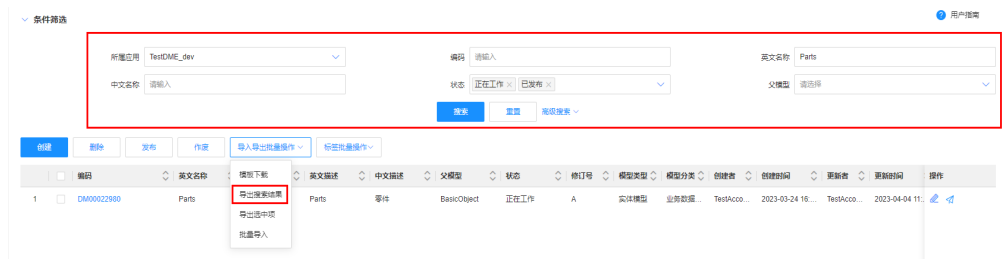 条件筛选
用户指南
所属应用 TestDME_dev 编码 请输入 英文名称 Parts
中文名称 请输入 状态 正在工作 × 已发布 × 父模型 请选择
搜索 重置 高级搜索
创建 删除 发布 作废 导入导出批量操作 标签批量操作
编码 英文名称 英文描述 中文描述 父模型 状态 修订号 模型类型 模型分类 创建者 创建时间 更新者 更新时间 操作
1 DM00022980 Parts Parts 零件 BasicObject 正在工作 A 实体模型 业务数据... TestAcco... 2023-03-24 16:... TestAcco... 2023-04-04 11:...
模板下载
导出搜索结果
导出选中项
批量导入